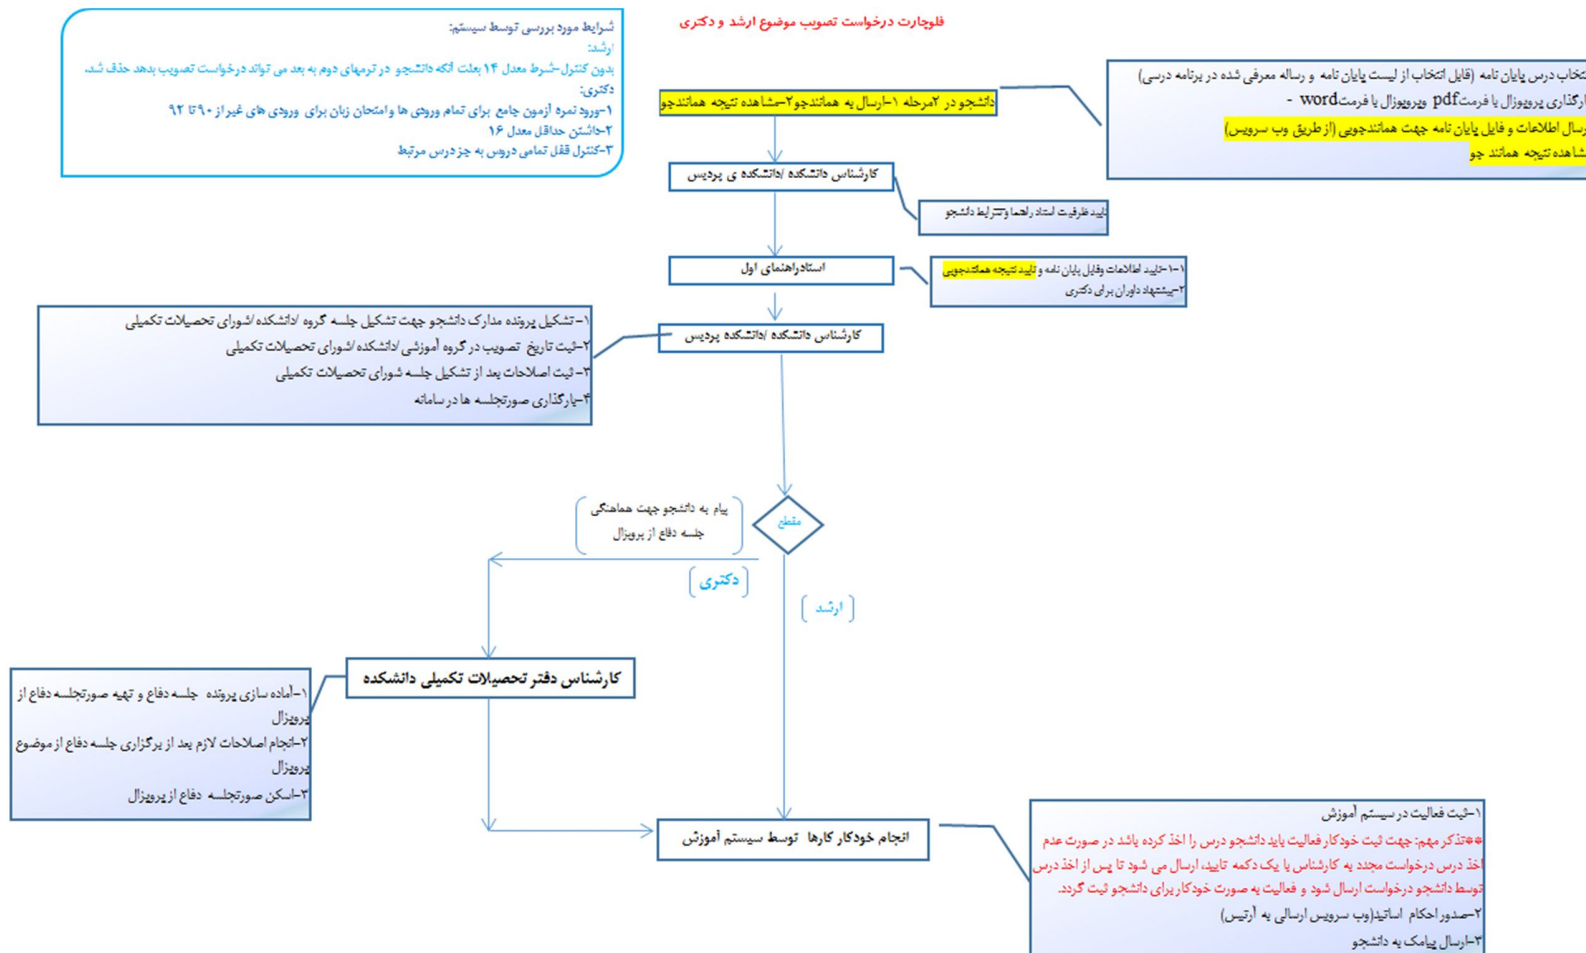 فلوچارت درخواست تصویب موضوع ارشد و دکتری
شرایط مورد بررسی توسط سیستم:
ارشد:
بدون کنترل-شرط معدل ۱۴ بعلت آنکه دانشجو در ترمهای دوم به بعد می تواند درخواست تصویب بدهد حذف شد.
دکتری:
۱-ورود نمره آزمون جامع برای تمام ورودی ها وامتحان زبان برای ورودی های غیر از ۹۰ تا ۹۲
۲-داشتن حداقل معدل ۱۶
۳-کنترل قفل تمامی دروس به جز درس مرتبط
دانشجو در ۲مرحله ۱-ارسال به همانندجو۲-مشاهده نتیجه همانندجو
نتخاب درس پایان نامه (قابل انتخاب از لیست پایان نامه و رساله معرفی شده در برنامه درسی)
ارگذاری پروپوزال با فرمتpdf وپروپوزال با فرمتword -
رسال اطلاعات و فایل پایان نامه جهت همانندجویی (از طریق وب سرویس)
شاهده نتیجه همانند جو
کارشناس دانشکده /دانشکده ی پردیس
تایید ظرفیت استاد راهنما وشرایط دانشجو
استادراهنمای اول
۱-۱-تایید اطلاعات وفایل پایان نامه و تایید نتیجه همانندجویی
۲-پیشنهاد داوران برای دکتری
کارشناس دانشکده /دانشکده پردیس
۱- تشکیل پرونده مدارک دانشجو جهت تشکیل جلسه گروه /دانشکده/شورای تحصیلات تکمیلی
۲-ثبت تاریخ تصویب در گروه آموزشی/دانشکده/شورای تحصیلات تکمیلی
۳- ثبت اصلاحات بعد از تشکیل جلسه شورای تحصیلات تکمیلی
۴-بارگذاری صورتجلسه ها در سامانه
مقطع
پیام به دانشجو جهت هماهنگی
جلسه دفاع از پروپزال
دکتری
ارشد
کارشناس دفتر تحصیلات تکمیلی دانشکده
۱-آماده سازی پرونده جلسه دفاع و تهیه صورتجلسه دفاع از
پروپزال
۲-انجام اصلاحات لازم بعد از برگزاری جلسه دفاع از موضوع
پروپزال
۳-اسکن صورتجلسه دفاع از پروپزال
انجام خودکار کارها توسط سیستم آموزش
۱-ثبت فعالیت در سیستم آموزش
**تذکر مهم: جهت ثبت خودکار فعالیت باید دانشجو درس را اخذ کرده باشد در صورت عدم
اخذ درس درخواست مجدد به کارشناس با یک دکمه تایید، ارسال می شود تا پس از اخذ درس
توسط دانشجو درخواست ارسال شود و فعالیت به صورت خودکار برای دانشجو ثبت گردد.
۲-صدور احکام اساتید(وب سرویس ارسالی به آرتیس)
۳-ارسال پیامک به دانشجو